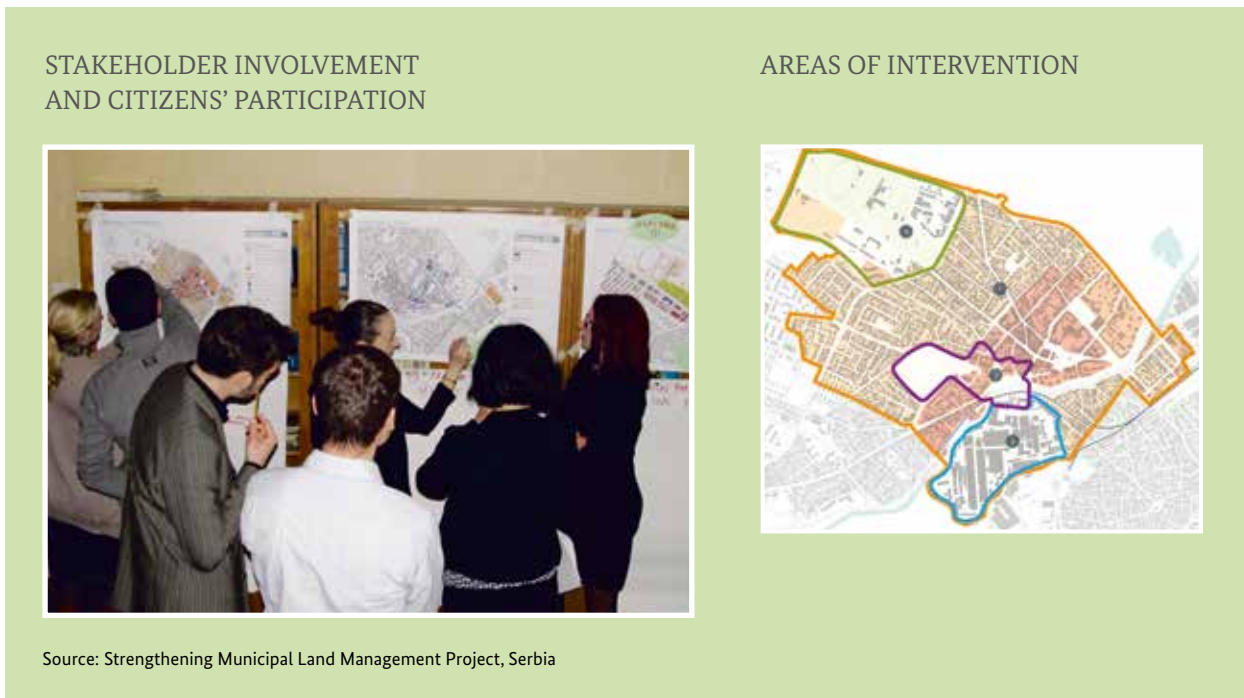 STAKEHOLDER INVOLVEMENT
AND CITIZENS’ PARTICIPATION
AREAS OF INTERVENTION
Source: Strengthening Municipal Land Management Project, Serbia